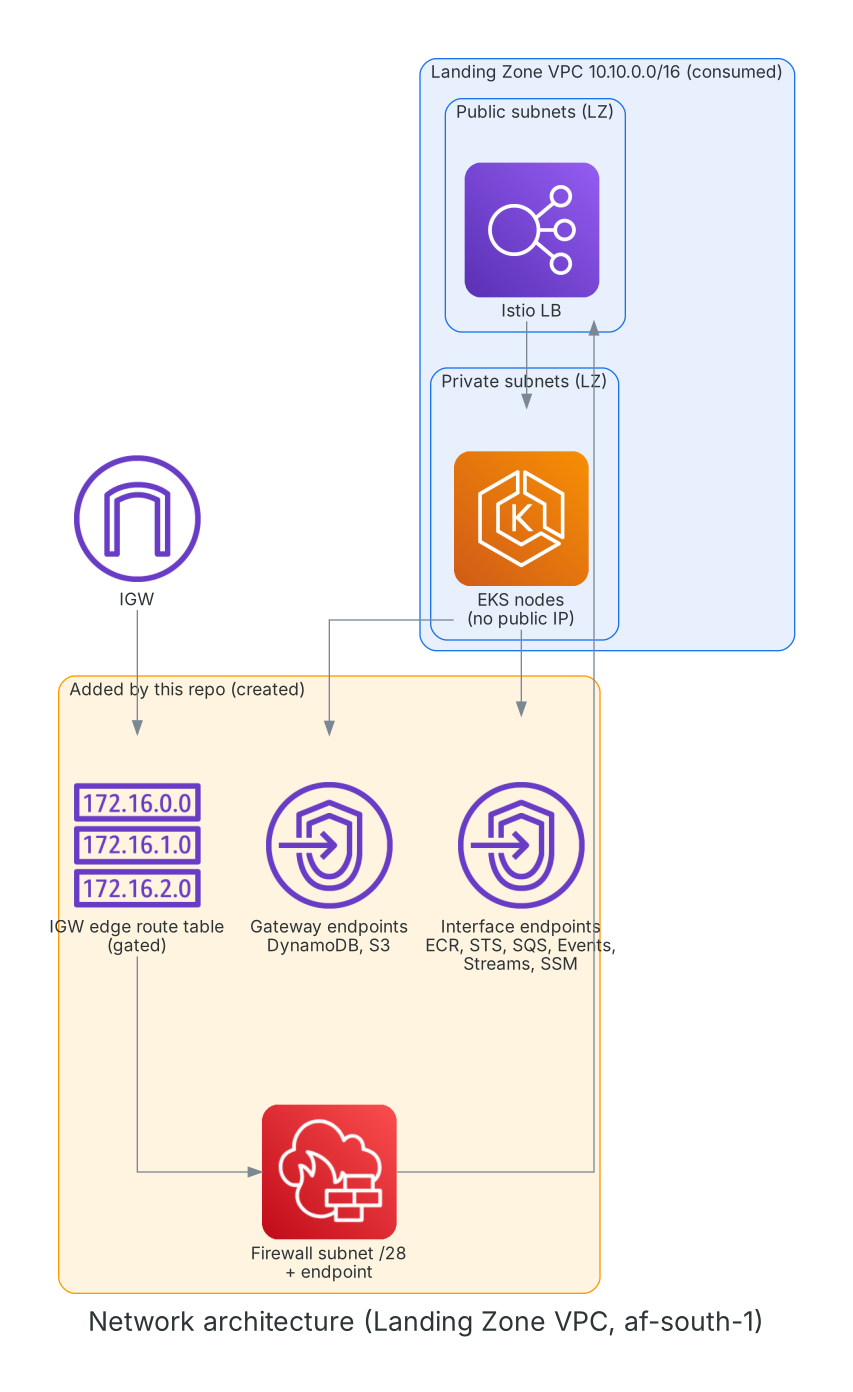 Landing Zone VPC 10.10.0.0/16 (consumed)
Public subnets (LZ)
Istio LB
Private subnets (LZ)
K
EKS nodes
(no public IP)
IGW
Added by this repo (created)
172.16.0.0
172.16.1.0
172.16.2.0
IGW edge route table
(gated)
Gateway endpoints
DynamoDB, S3
Interface endpoints
ECR, STS, SQS, Events,
Streams, SSM
Firewall subnet /28
+ endpoint
Network architecture (Landing Zone VPC, af-south-1)